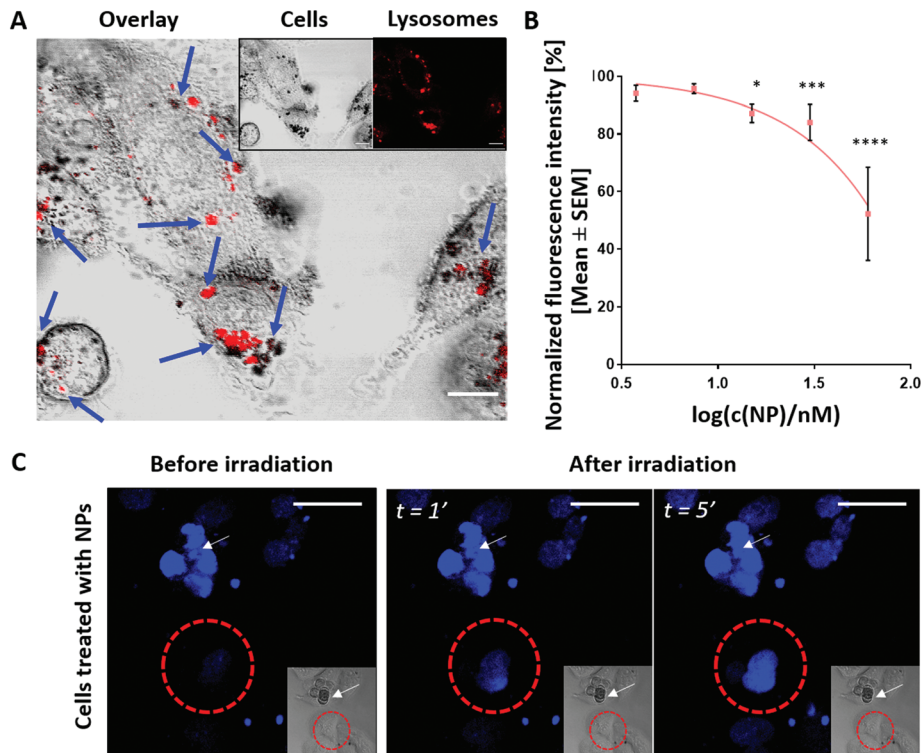 A
Overlay
Cells
Lysosomes
B
Normalized fluorescence intensity [%]
[Mean ± SEM]
100
80
60
40
20
0
*
***
****
0.5
1.0
1.5
2.0
log(c(NP)/nM)
C
Before irradiation
After irradiation
Cells treated with NPs
t = 1'
t = 5'